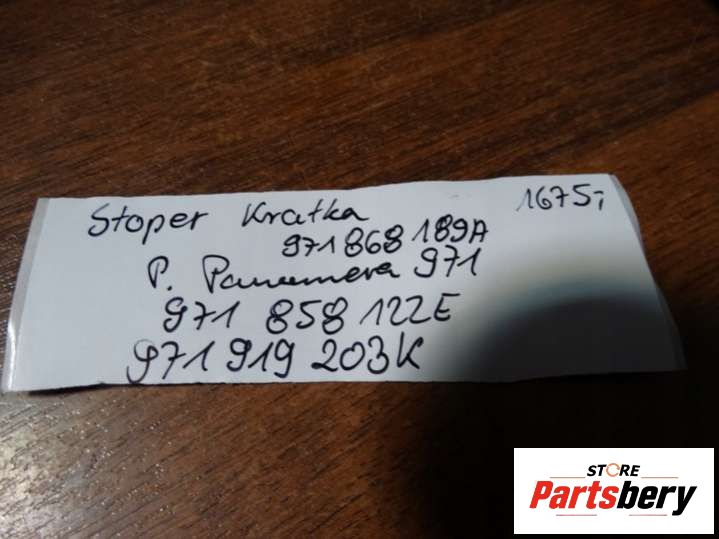 Stoper Kratka 1675,-
971 868 189A
P. Panamera 971
971 858 122E
971 919 203K
STORE
Partsbery